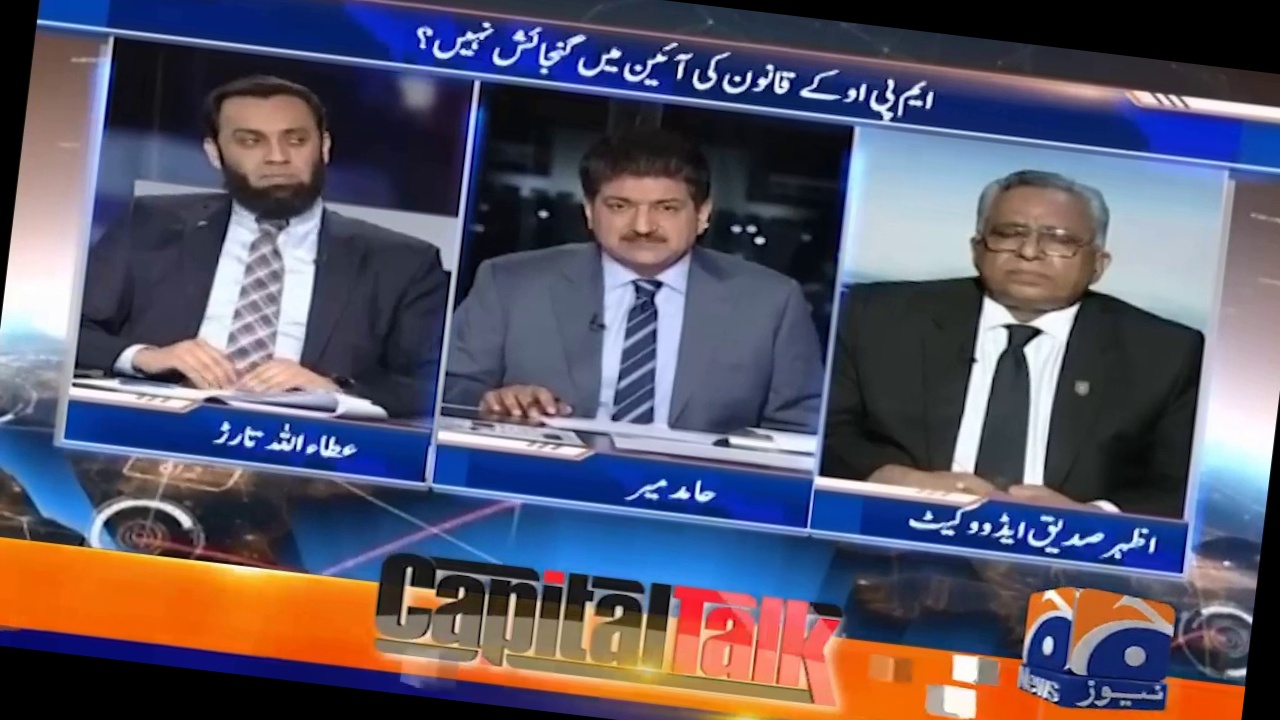 ایم پی او کے قانون کی آئین میں گنجائش نہیں؟
عطاء اللہ تارڑ
حامد میر
اظہر صدیق ایڈووکیٹ
Capital Talk
News نیوز